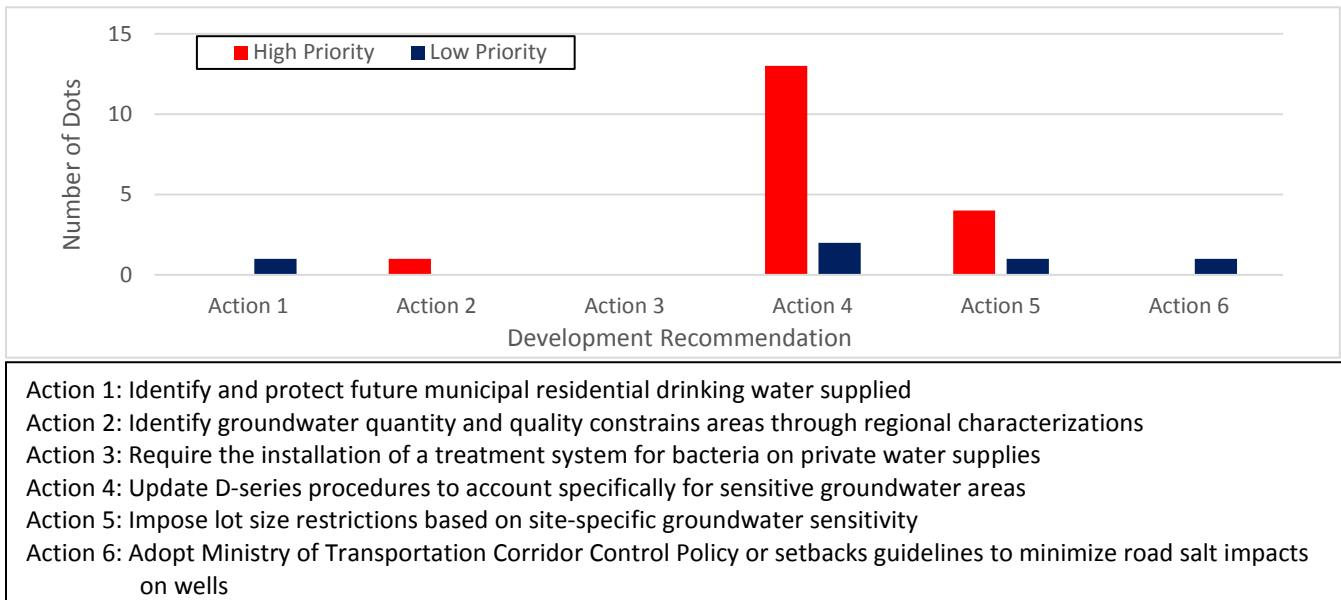 15
High Priority Low Priority
10
5
0
Number of Dots
Action 1 Action 2 Action 3 Action 4 Action 5 Action 6
Development Recommendation
Action 1: Identify and protect future municipal residential drinking water supplied
Action 2: Identify groundwater quantity and quality constrains areas through regional characterizations
Action 3: Require the installation of a treatment system for bacteria on private water supplies
Action 4: Update D-series procedures to account specifically for sensitive groundwater areas
Action 5: Impose lot size restrictions based on site-specific groundwater sensitivity
Action 6: Adopt Ministry of Transportation Corridor Control Policy or setbacks guidelines to minimize road salt impacts
on wells